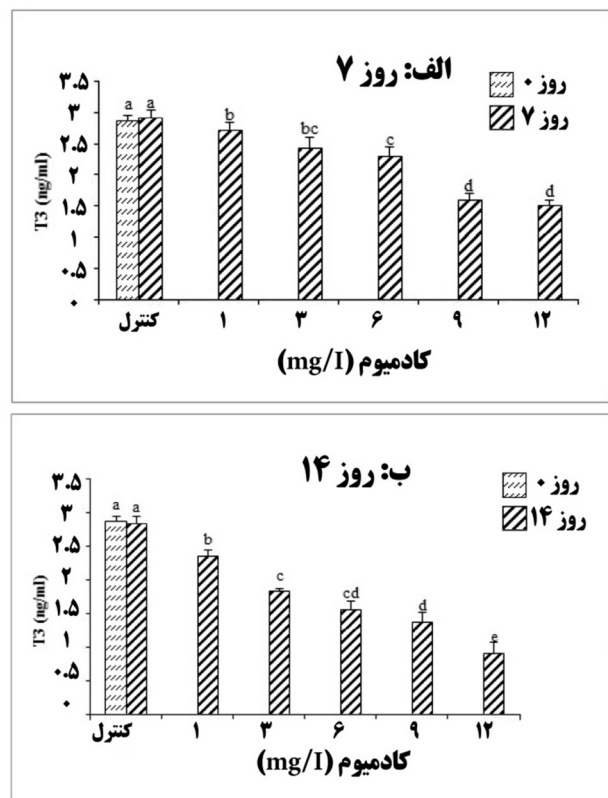 الف: روز ۷
روز ۰
روز ۷
T3 (ng/ml)
۳.۵
۳
۲.۵
۲
۱.۵
۱
۰.۵
۰
a a b bc c d d
کنترل ۱ ۳ ۶ ۹ ۱۲
کادمیوم (mg/I)
ب: روز ۱۴
روز ۰
روز ۱۴
T3 (ng/ml)
۳.۵
۳
۲.۵
۲
۱.۵
۱
۰.۵
۰
a a b c cd d e
کنترل ۱ ۳ ۶ ۹ ۱۲
کادمیوم (mg/I)